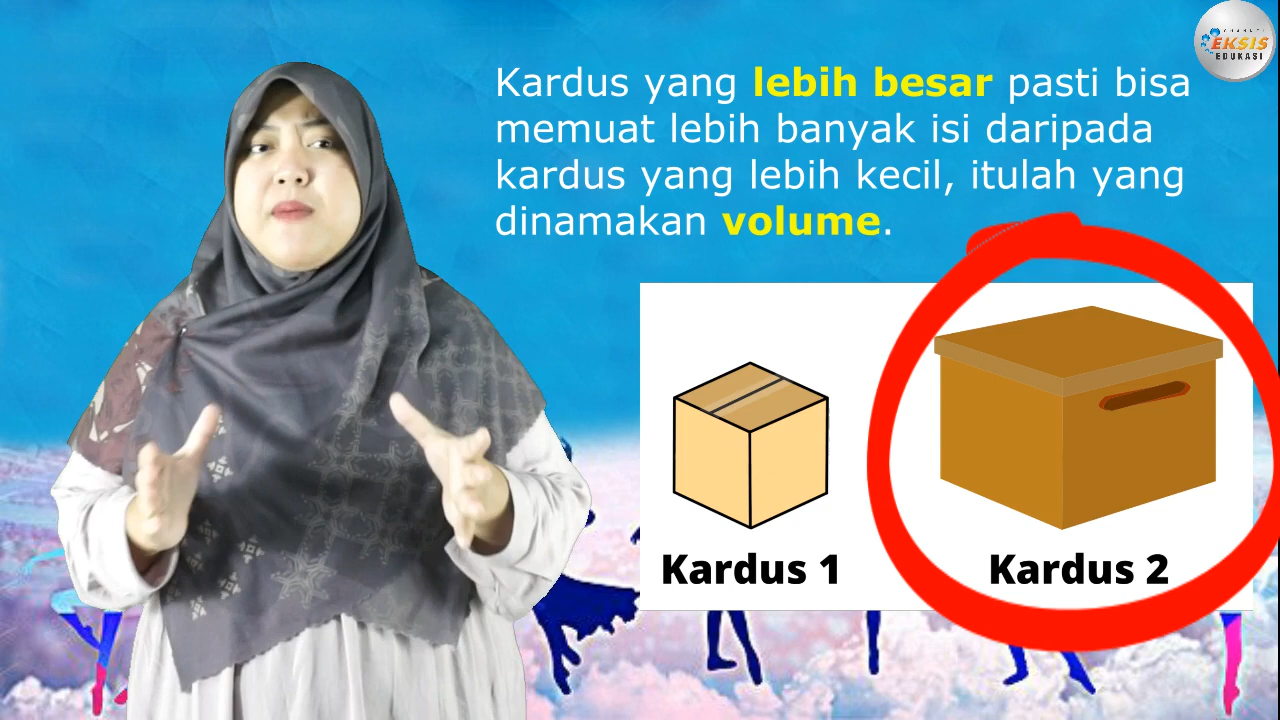 CHANNEL
EKSIS
EDUKASI
Kardus yang lebih besar pasti bisa
memuat lebih banyak isi daripada
kardus yang lebih kecil, itulah yang
dinamakan volume.
Kardus 1
Kardus 2